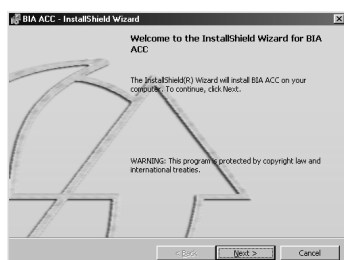 BIA ACC - InstallShield Wizard
Welcome to the InstallShield Wizard for BIA
ACC
The InstallShield(R) Wizard will install BIA ACC on your
computer. To continue, click Next.
WARNING: This program is protected by copyright law and
international treaties.
< Back
Next >
Cancel